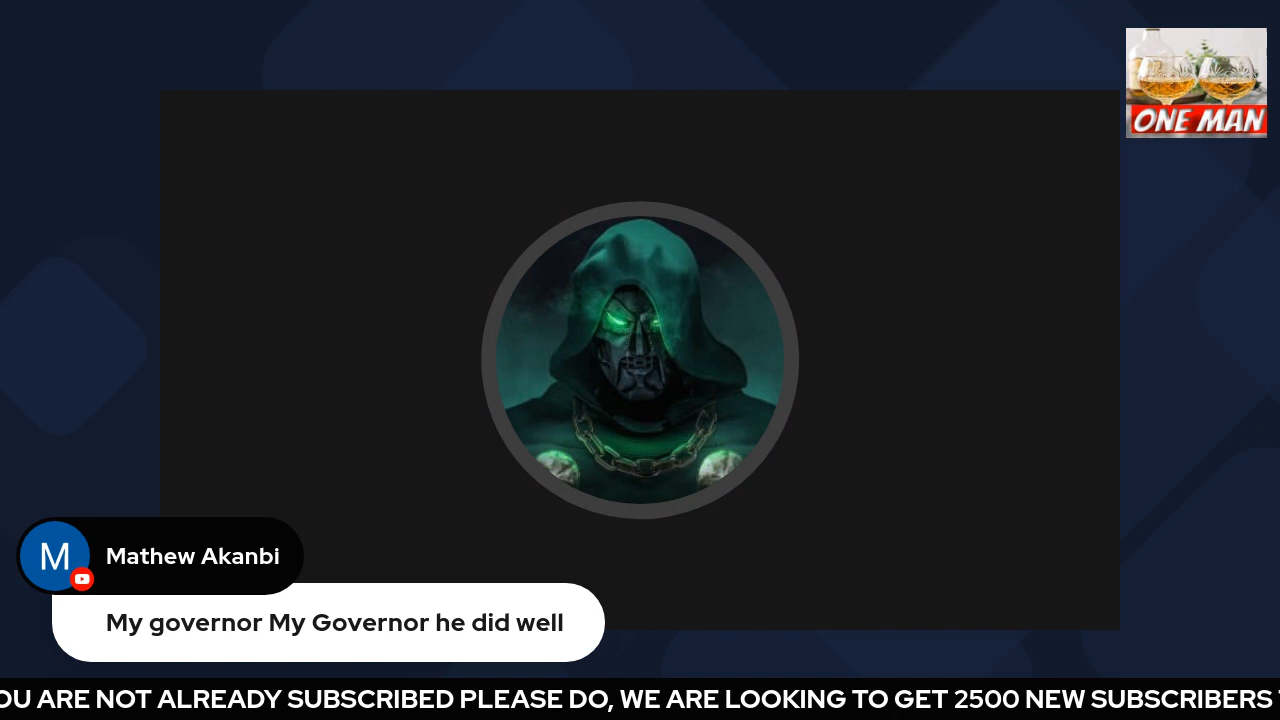 ONE MAN
M
Mathew Akanbi
My governor My Governor he did well
OU ARE NOT ALREADY SUBSCRIBED PLEASE DO, WE ARE LOOKING TO GET 2500 NEW SUBSCRIBERS